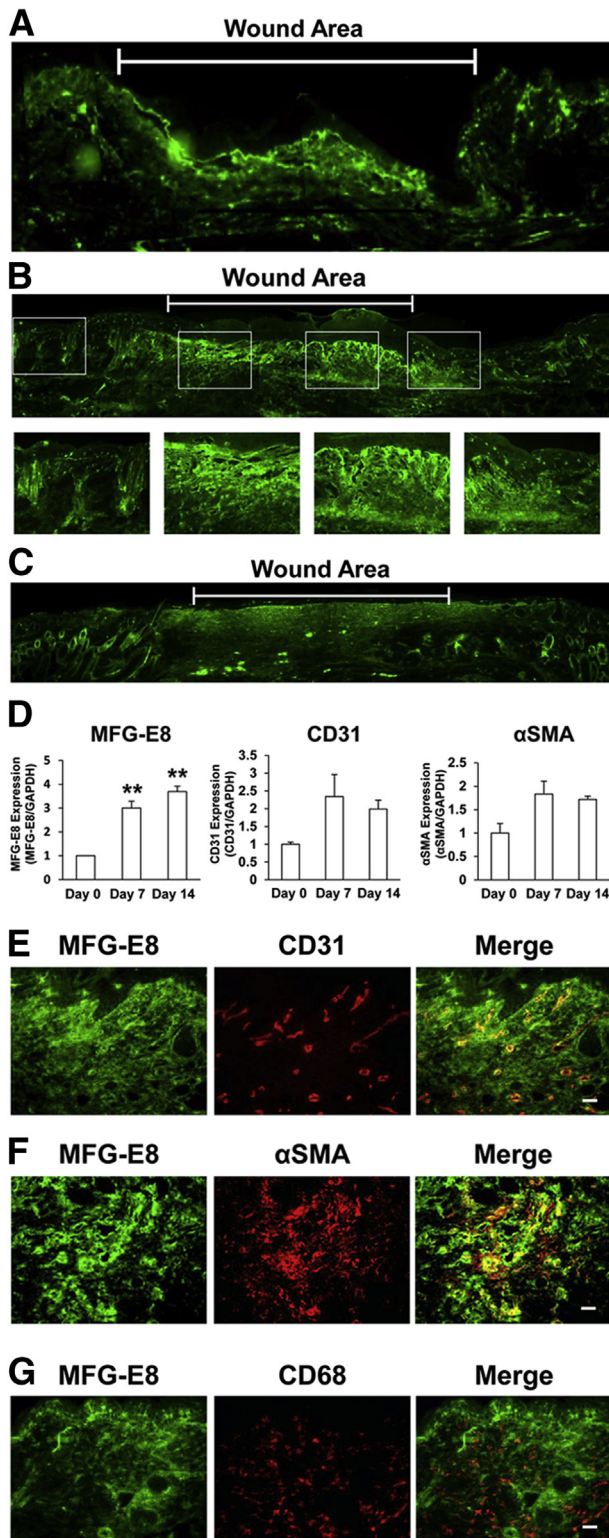 A
Wound Area
B
Wound Area
C
Wound Area
D
MFG-E8
CD31
αSMA
MFG-E8 Expression
(MFG-E8/GAPDH)
5
4
3
2
1
0
**
**
Day 0 Day 7 Day 14
CD31 Expression
(CD31/GAPDH)
3.5
3
2.5
2
1.5
1
0.5
0
Day 0 Day 7 Day 14
αSMA Expression
(αSMA/GAPDH)
2.5
2
1.5
1
0.5
0
Day 0 Day 7 Day 14
E
MFG-E8 CD31 Merge
F
MFG-E8 αSMA Merge
G
MFG-E8 CD68 Merge